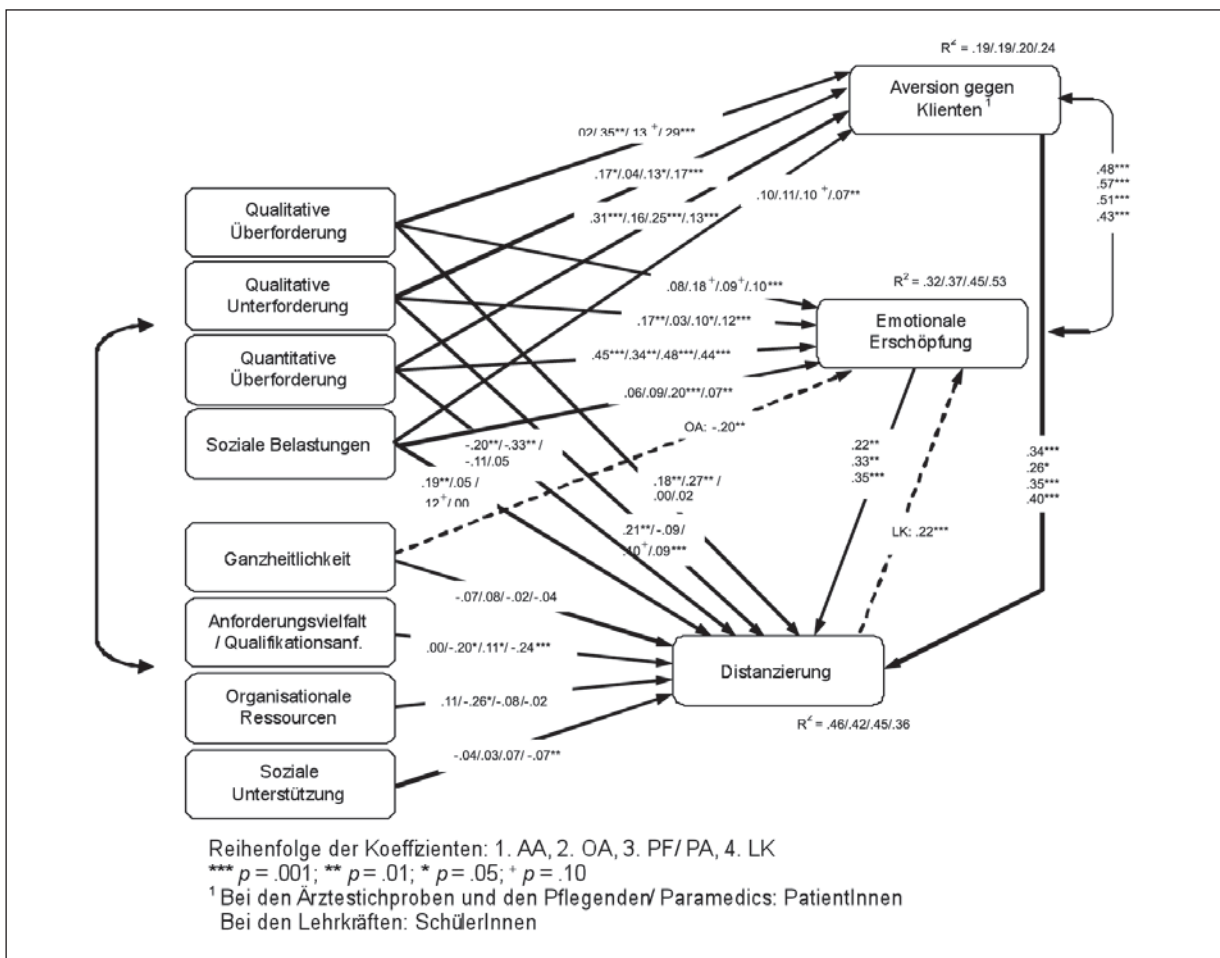 R² = .19/.19/.20/.24
Aversion gegen
Klienten¹
.02/.35**/.13⁺/.29***
.17*/.04/.13*/.17***
.10/.11/.10⁺/.07**
.31***/.16/.25***/.13***
.48***
.57***
.51***
.43***
Qualitative
Überforderung
Qualitative
Unterforderung
Quantitative
Überforderung
Soziale Belastungen
R² = .32/.37/.45/.53
.08/.18⁺/.09⁺/.10***
.17**/.03/.10*/.12***
Emotionale
Erschöpfung
.45***/.34**/.48***/.44***
.06/.09/.20***/.07**
OA: -.20**
-.20**/-.33**/
-.11/.05
.19**/.05/
.12⁺/.00
.18**/.27**/
.00/.02
.21**/-.09/
.10⁺/.09***
.22**
.33**
.35***
.34***
.26*
.35***
.40***
LK: .22***
Ganzheitlichkeit
-.07/.08/-.02/-.04
Anforderungsvielfalt
/ Qualifikationsanf.
.00/-.20*/.11*/-.24***
Distanzierung
Organisationale
Ressourcen
.11/-.26*/-.08/-.02
R² = .46/.42/.45/.36
-.04/.03/.07/-.07**
Soziale
Unterstützung
Reihenfolge der Koeffizienten: 1. AA, 2. OA, 3. PF/ PA, 4. LK
*** p = .001; ** p = .01; * p = .05; ⁺ p = .10
¹ Bei den Ärztestichproben und den Pflegenden/ Paramedics: PatientInnen
Bei den Lehrkräften: SchülerInnen